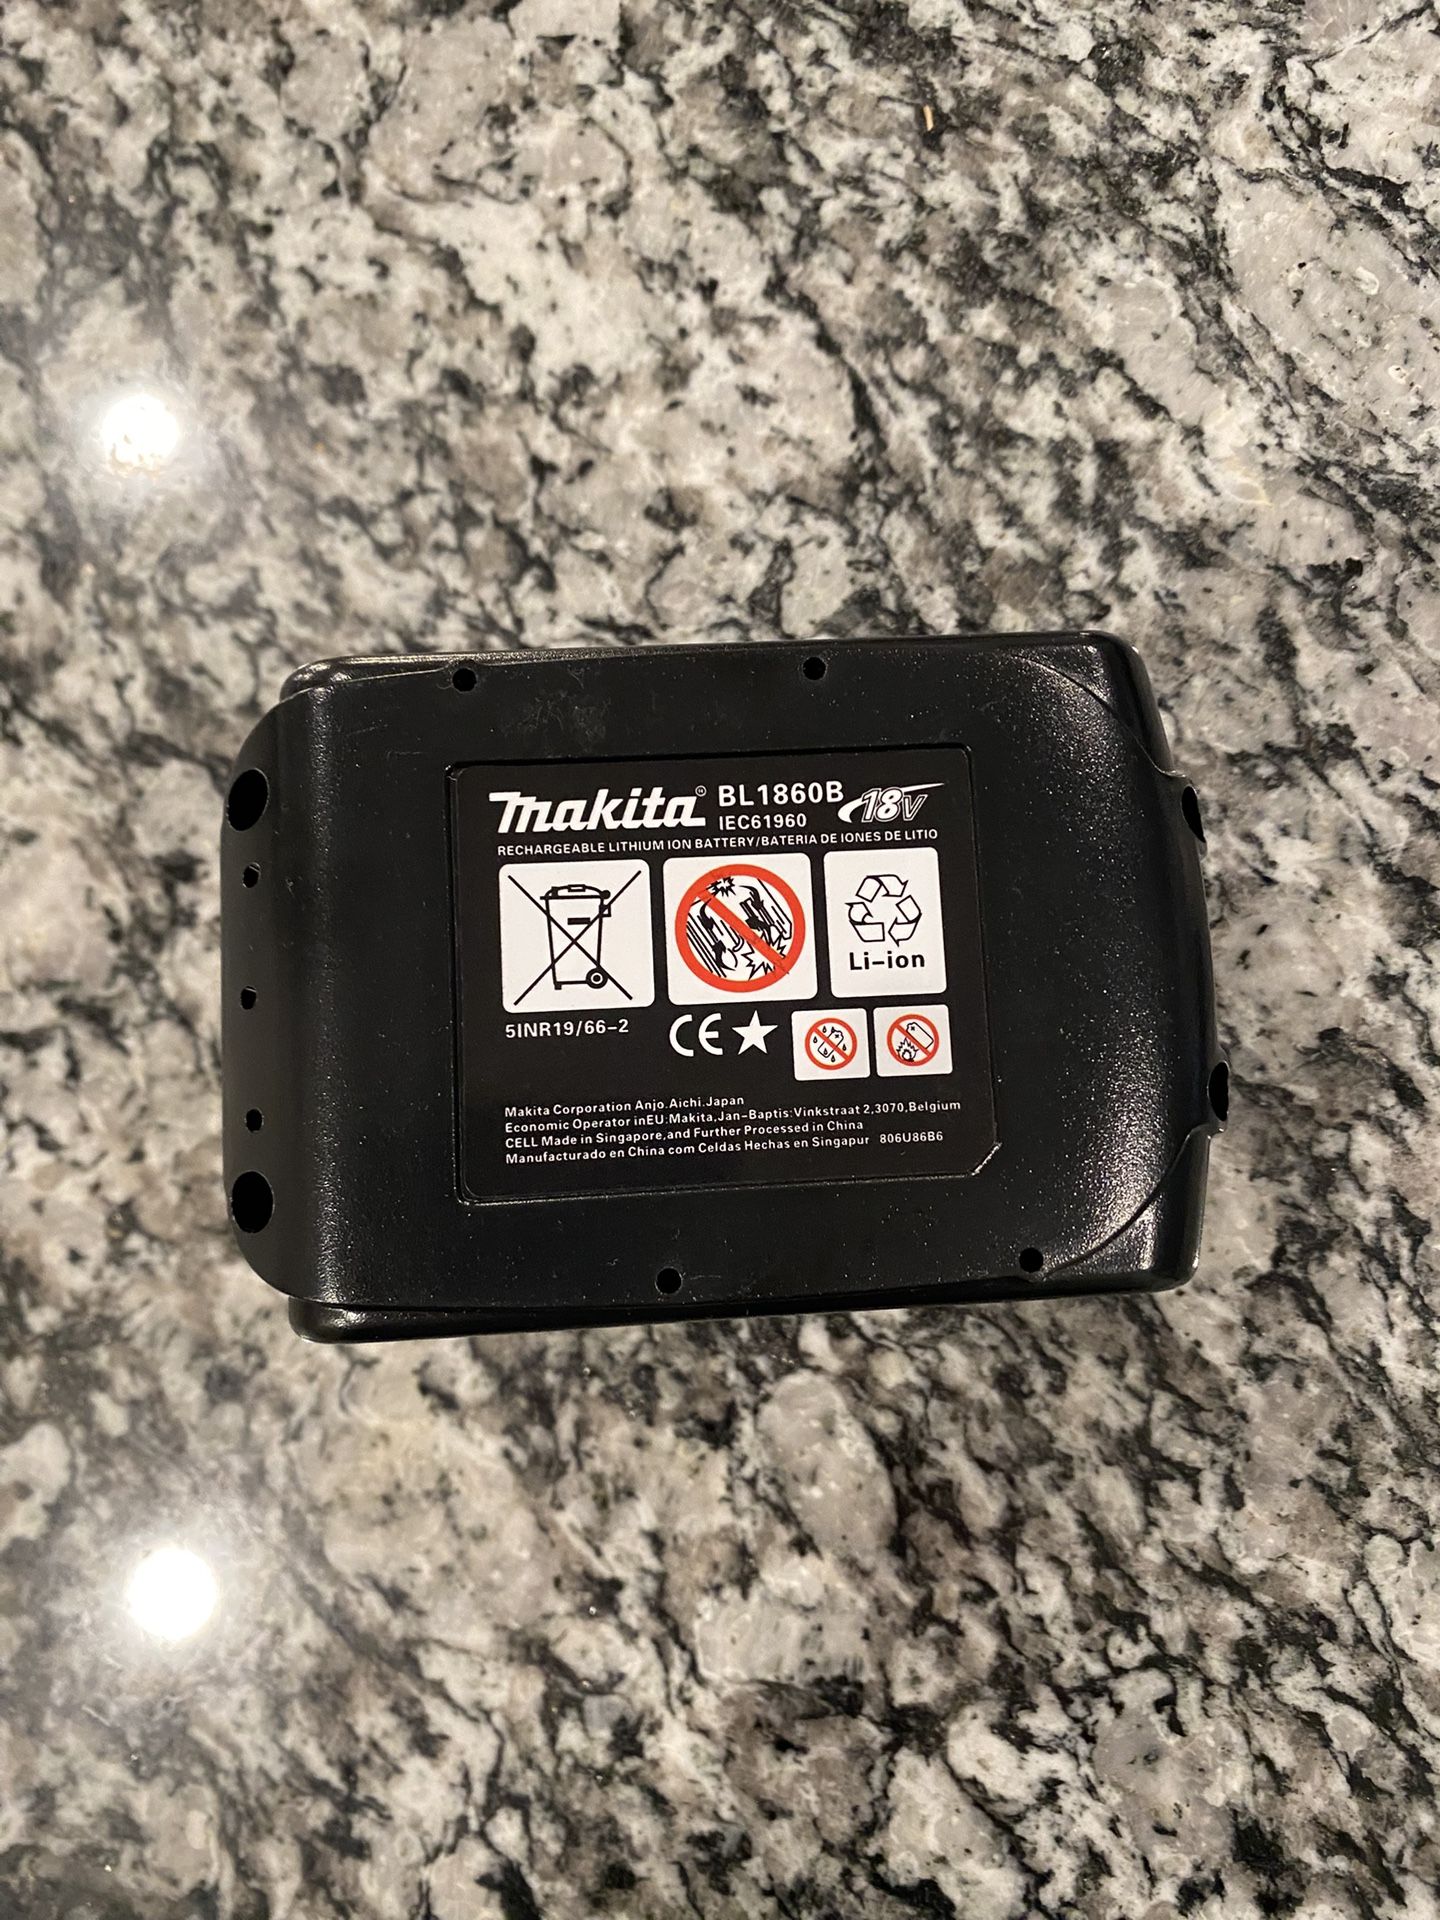 makita BL1860B 18V
IEC61960
RECHARGEABLE LITHIUM ION BATTERY/BATERIA DE IONES DE LITIO
Li-ion
5INR19/66-2
CE
Makita Corporation Anjo.Aichi.Japan
Economic Operator inEU:Makita,Jan-Baptis:Vinkstraat 2,3070,Belgium
CELL Made in Singapore,and Further Processed in China
Manufacturado en China com Celdas Hechas en Singapur 806U86B6